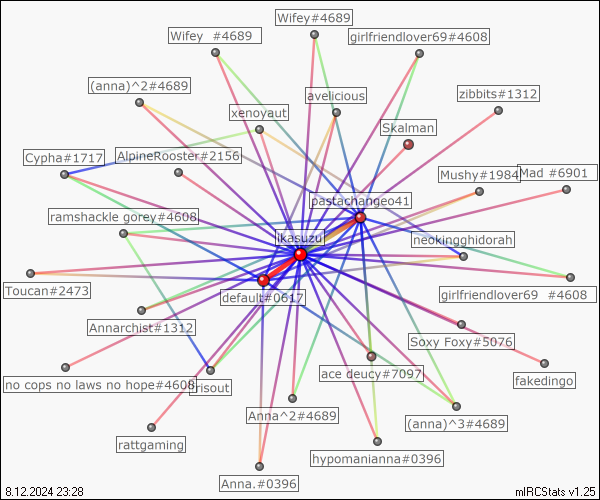 Wifey#4689
Wifey  #4689
girlfriendlover69#4608
(anna)^2#4689
zibbits#1312
avelicious
xenoyaut
Skalman
Cypha#1717
AlpineRooster#2156
Mushy#1984
Mad #6901
pastachangeo41
ramshackle gorey#4608
ikasuzu
neokingghidorah
Toucan#2473
default#0617
girlfriendlover69  #4608
Annarchist#1312
Soxy Foxy#5076
ace deucy#7097
fakedingo
no cops no laws no hope#4608
Anna^2#4689
(anna)^3#4689
rattgaming
hypomanianna#0396
Anna.#0396
8.12.2024 23:28
mIRCStats v1.25